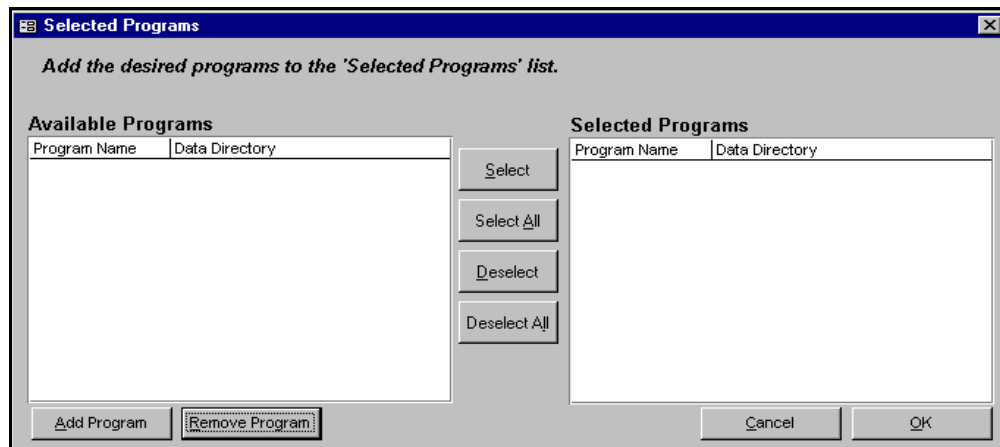 Selected Programs
Add the desired programs to the 'Selected Programs' list.
Available Programs
Program Name Data Directory
Select
Select All
Deselect
Deselect All
Selected Programs
Program Name Data Directory
Add Program
Remove Program
Cancel
OK